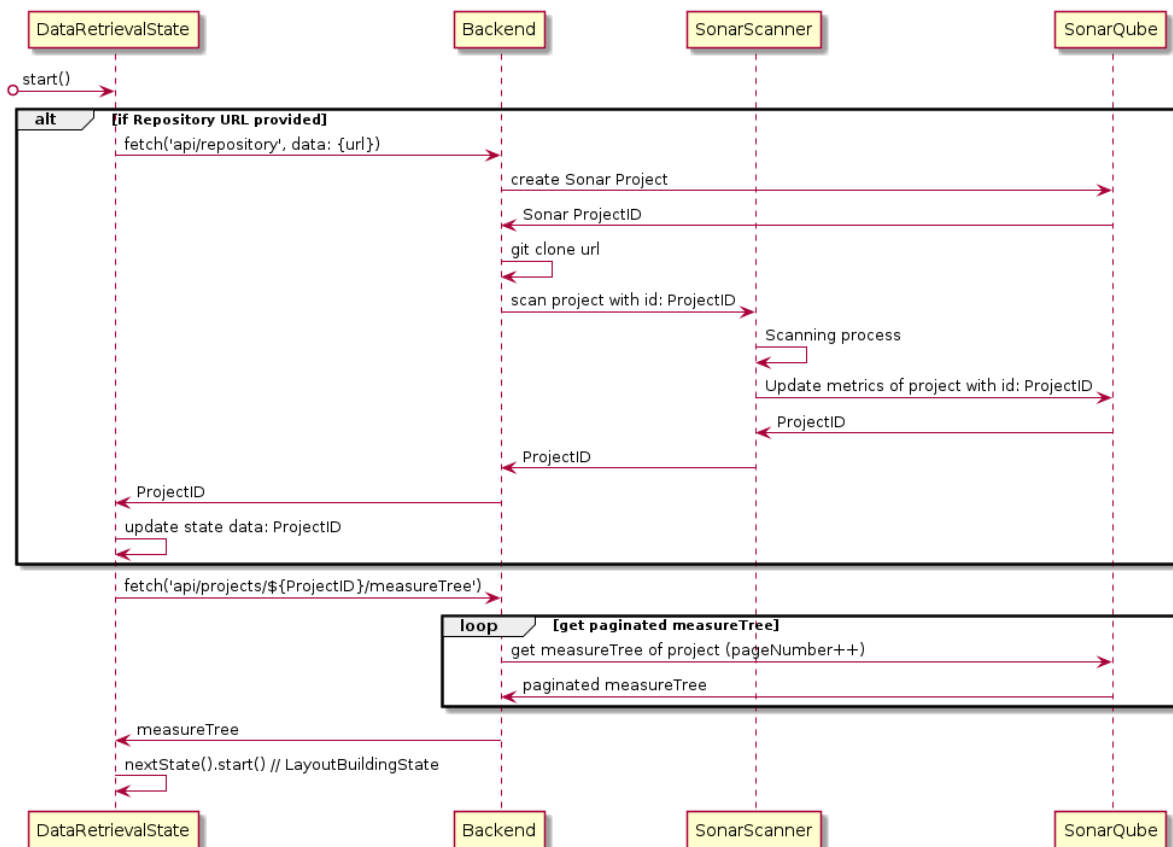 DataRetrievalState Backend SonarScanner SonarQube
start()
alt [if Repository URL provided]
fetch('api/repository', data: {url})
create Sonar Project
Sonar ProjectID
git clone url
scan project with id: ProjectID
Scanning process
Update metrics of project with id: ProjectID
ProjectID
ProjectID
ProjectID
update state data: ProjectID
fetch('api/projects/${ProjectID}/measureTree')
loop [get paginated measureTree]
get measureTree of project (pageNumber++)
paginated measureTree
measureTree
nextState().start() // LayoutBuildingState
DataRetrievalState Backend SonarScanner SonarQube